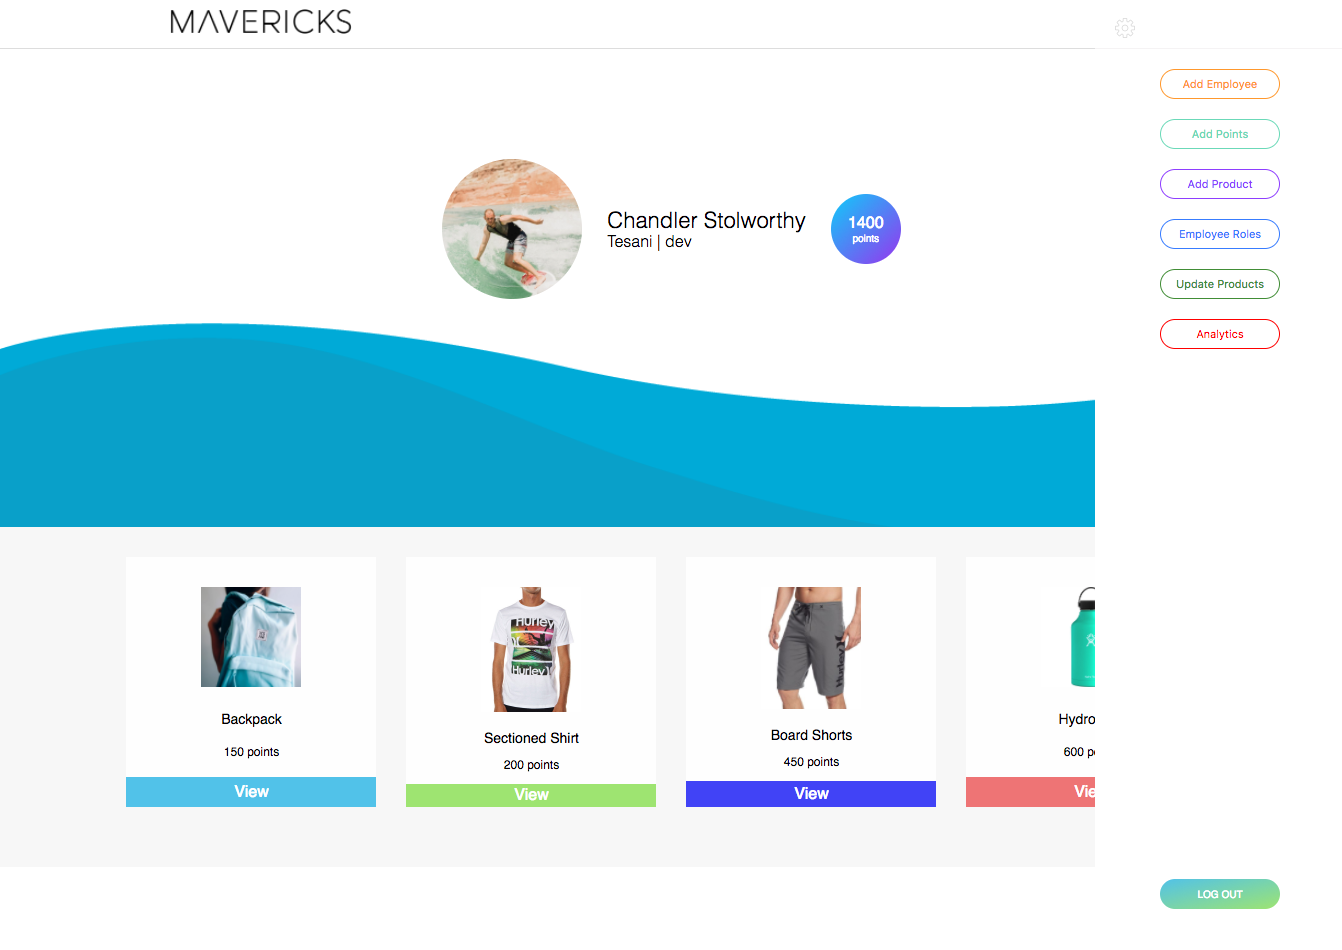 MAVERICKS
Add Employee
Add Points
Add Product
Employee Roles
Update Products
Analytics
Chandler Stolworthy
Tesani | dev
1400
points
Backpack
150 points
View
Hurley
Hurley
Sectioned Shirt
200 points
View
Hurley
Board Shorts
450 points
View
Hydro
600 p
Vie
LOG OUT